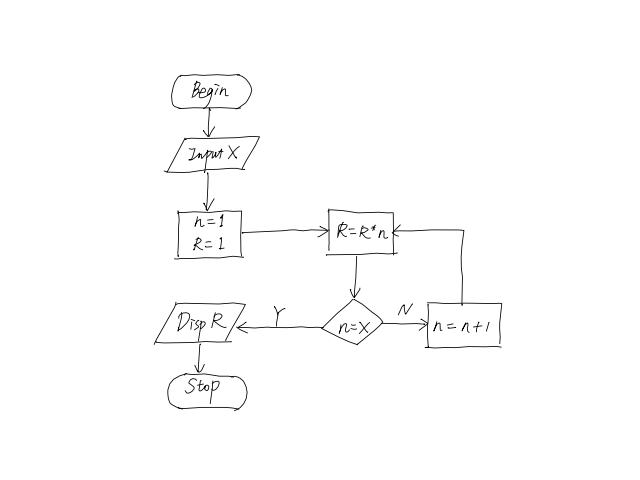 Begin
Input X
n=1
R=1
R=R*n
n=X
Y
N
n=n+1
Disp R
Stop